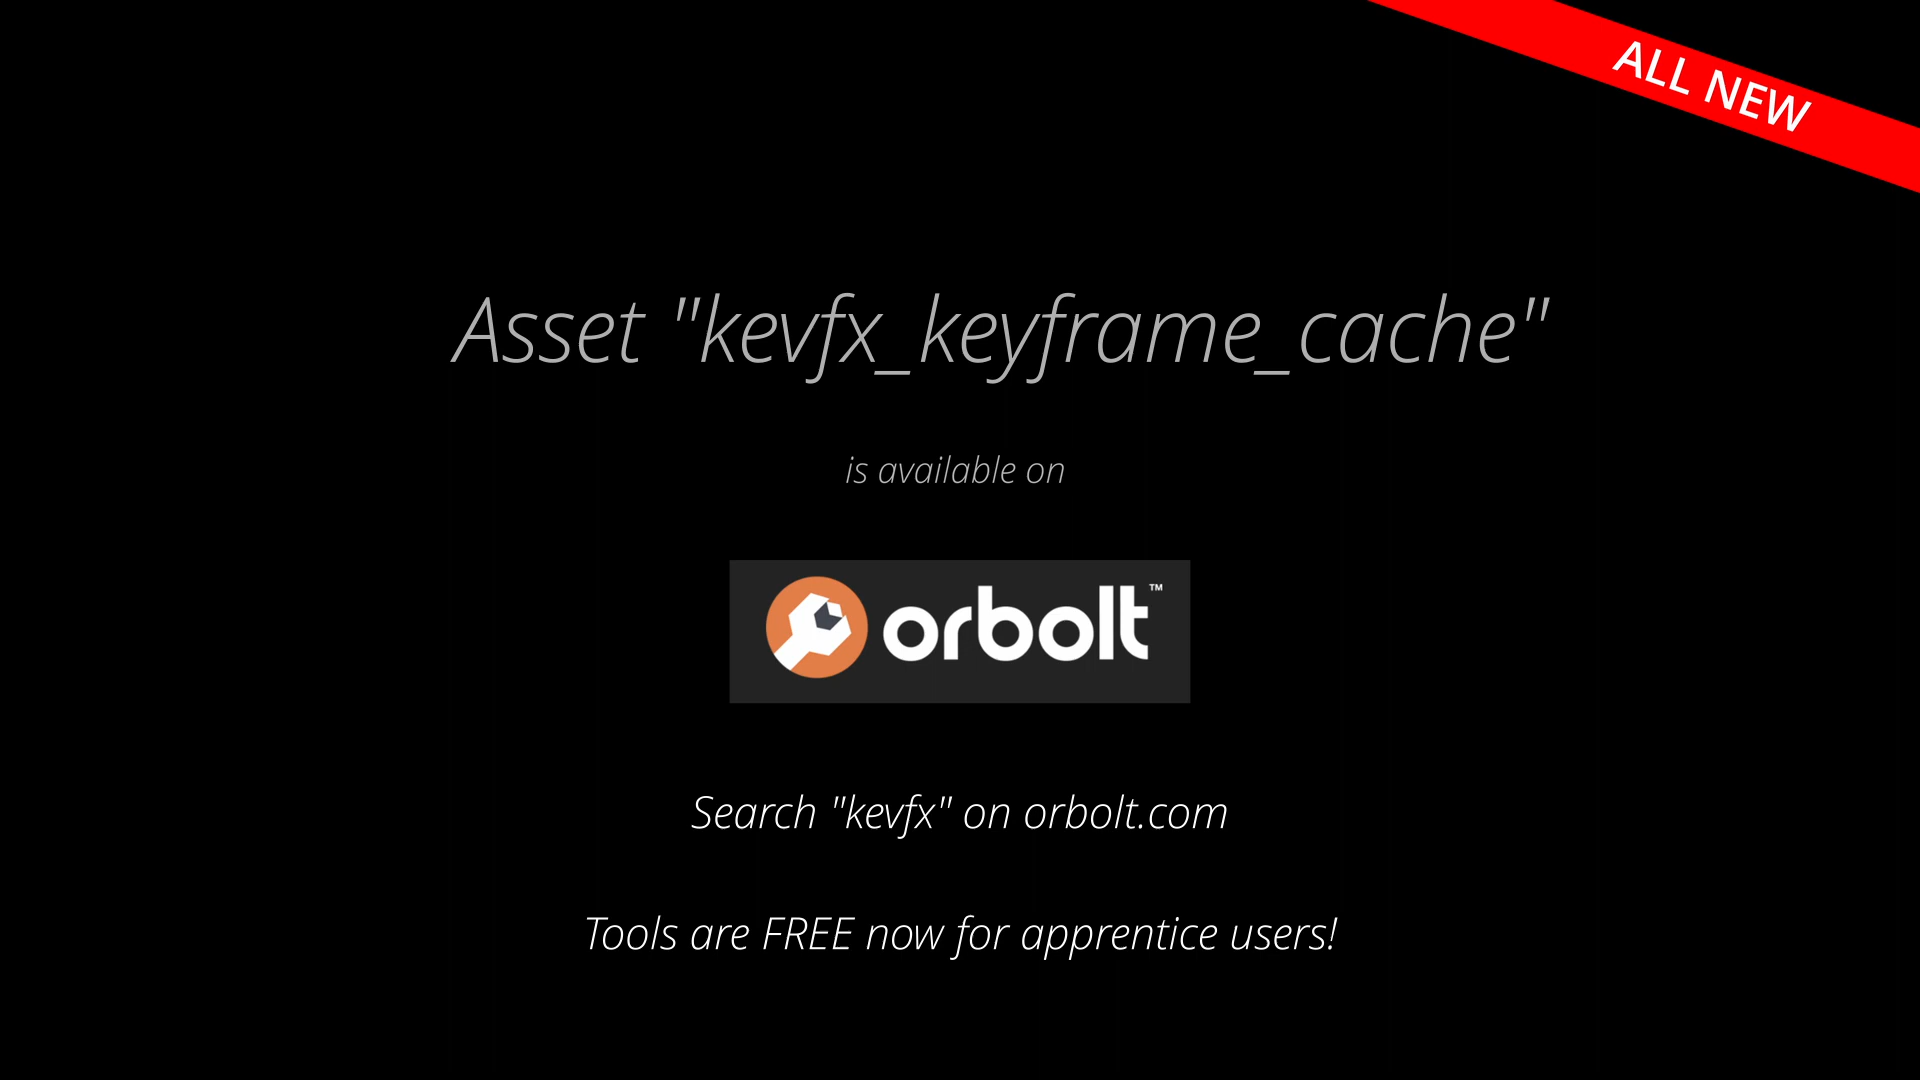 ALL NEW
Asset "kevfx_keyframe_cache"
is available on
orbolt™
Search "kevfx" on orbolt.com
Tools are FREE now for apprentice users!